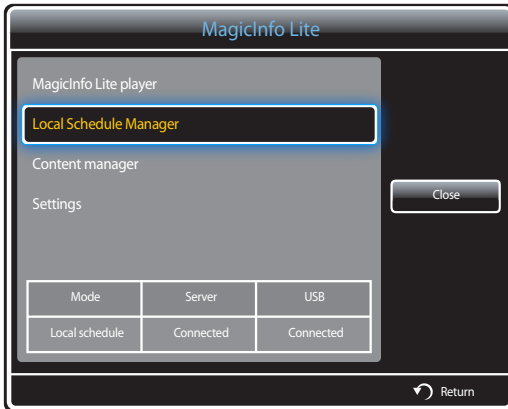 MagicInfo Lite
MagicInfo Lite player
Local Schedule Manager
Content manager
Settings
Close
Mode Server USB
Local schedule Connected Connected
Return